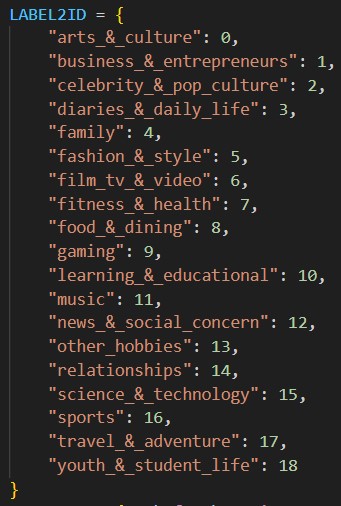 LABEL2ID = {
"arts_&_culture": 0,
"business_&_entrepreneurs": 1,
"celebrity_&_pop_culture": 2,
"diaries_&_daily_life": 3,
"family": 4,
"fashion_&_style": 5,
"film_tv_&_video": 6,
"fitness_&_health": 7,
"food_&_dining": 8,
"gaming": 9,
"learning_&_educational": 10,
"music": 11,
"news_&_social_concern": 12,
"other_hobbies": 13,
"relationships": 14,
"science_&_technology": 15,
"sports": 16,
"travel_&_adventure": 17,
"youth_&_student_life": 18
}